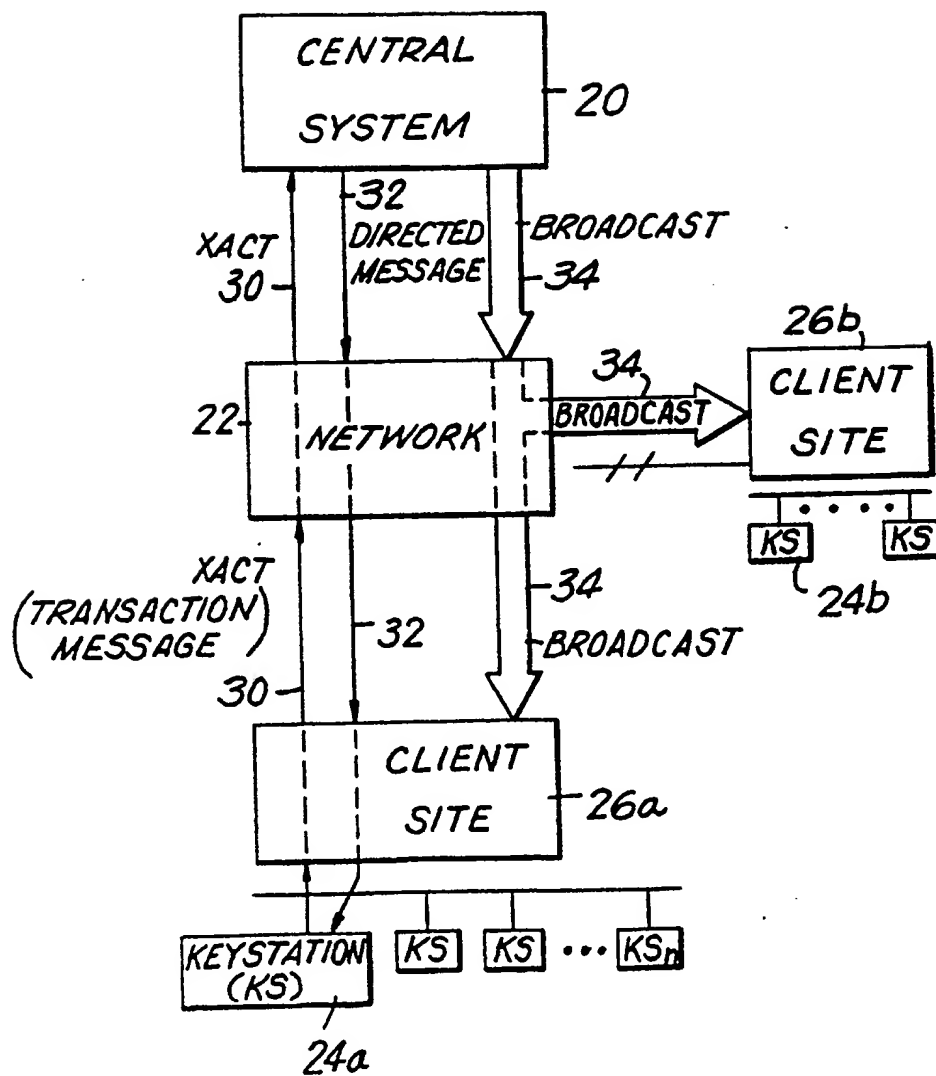 CENTRAL
SYSTEM
20
32
XACT
30
DIRECTED
MESSAGE
BROADCAST
34
26b
CLIENT
SITE
34
BROADCAST
22
NETWORK
KS
KS
24b
XACT
(TRANSACTION
MESSAGE)
30
32
34
BROADCAST
CLIENT
SITE
26a
KEYSTATION
(KS)
KS
KS
KSn
24a